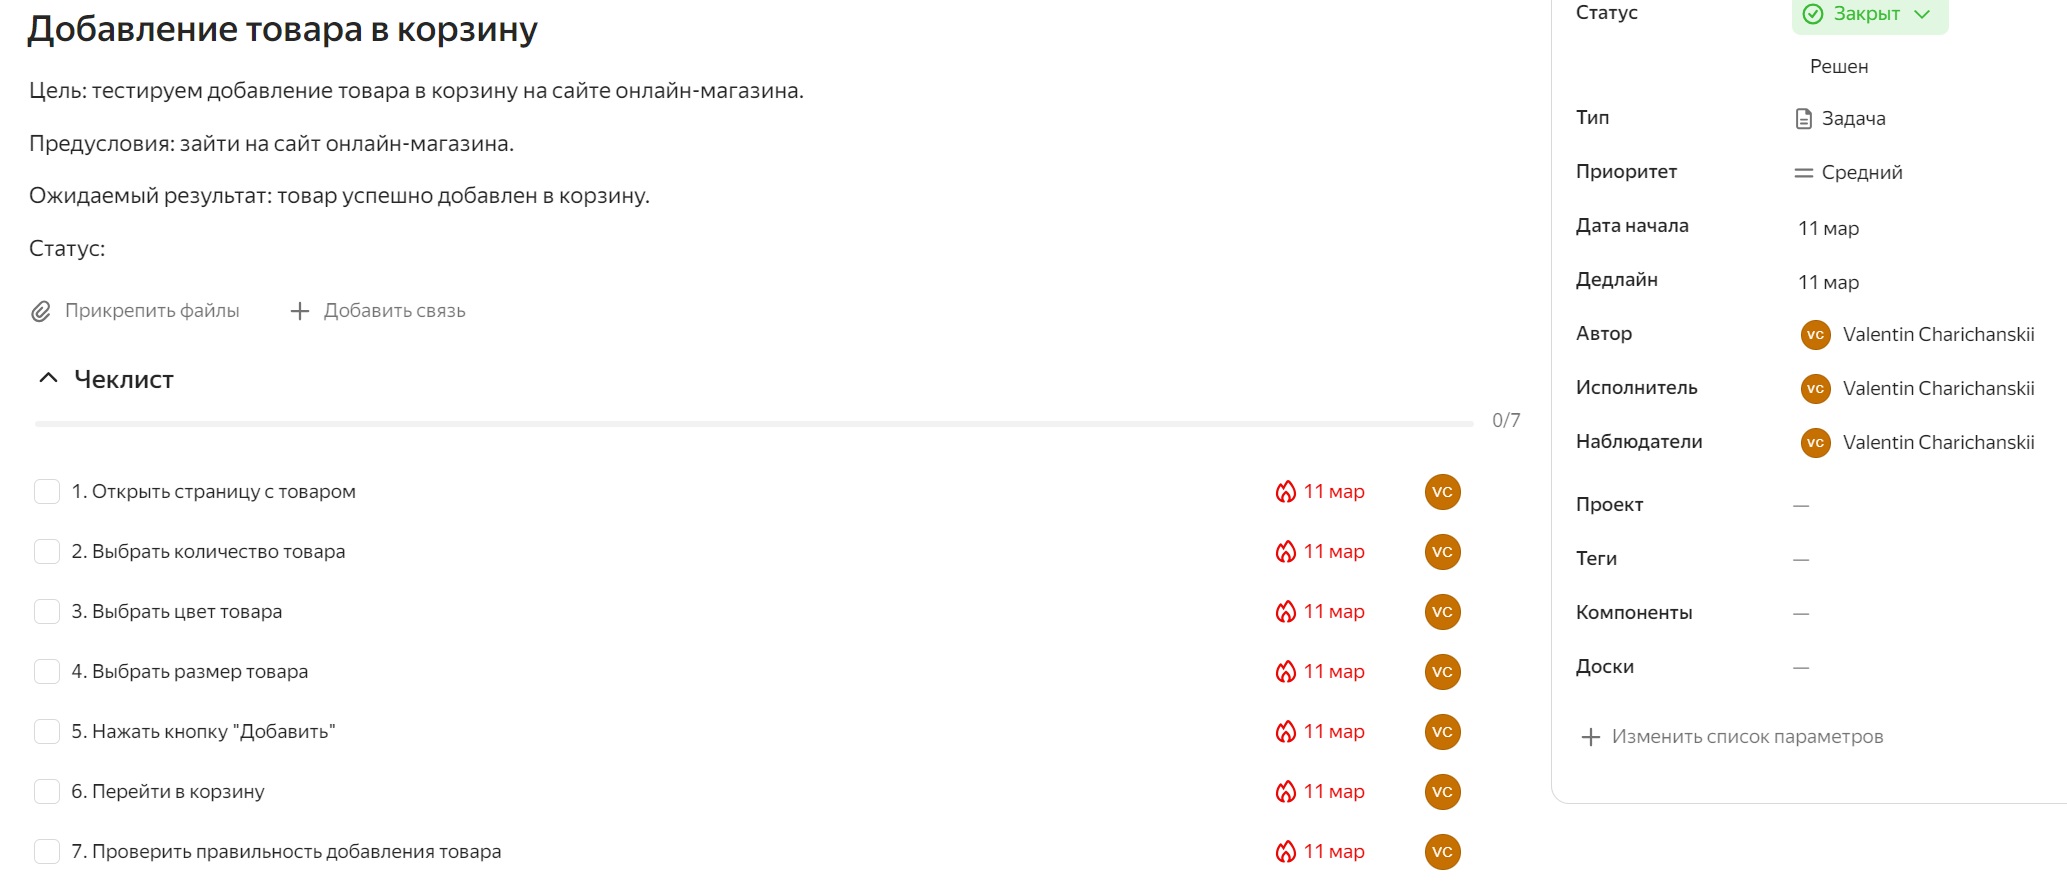 Добавление товара в корзину
Цель: тестируем добавление товара в корзину на сайте онлайн-магазина.
Предусловия: зайти на сайт онлайн-магазина.
Ожидаемый результат: товар успешно добавлен в корзину.
Статус:
Прикрепить файлы
Добавить связь
Чеклист
0/7
1. Открыть страницу с товаром 11 мар VC
2. Выбрать количество товара 11 мар VC
3. Выбрать цвет товара 11 мар VC
4. Выбрать размер товара 11 мар VC
5. Нажать кнопку "Добавить" 11 мар VC
6. Перейти в корзину 11 мар VC
7. Проверить правильность добавления товара 11 мар VC
Статус Закрыт
Решен
Тип Задача
Приоритет Средний
Дата начала 11 мар
Дедлайн 11 мар
Автор VC Valentin Charichanskii
Исполнитель VC Valentin Charichanskii
Наблюдатели VC Valentin Charichanskii
Проект —
Теги —
Компоненты —
Доски —
Изменить список параметров